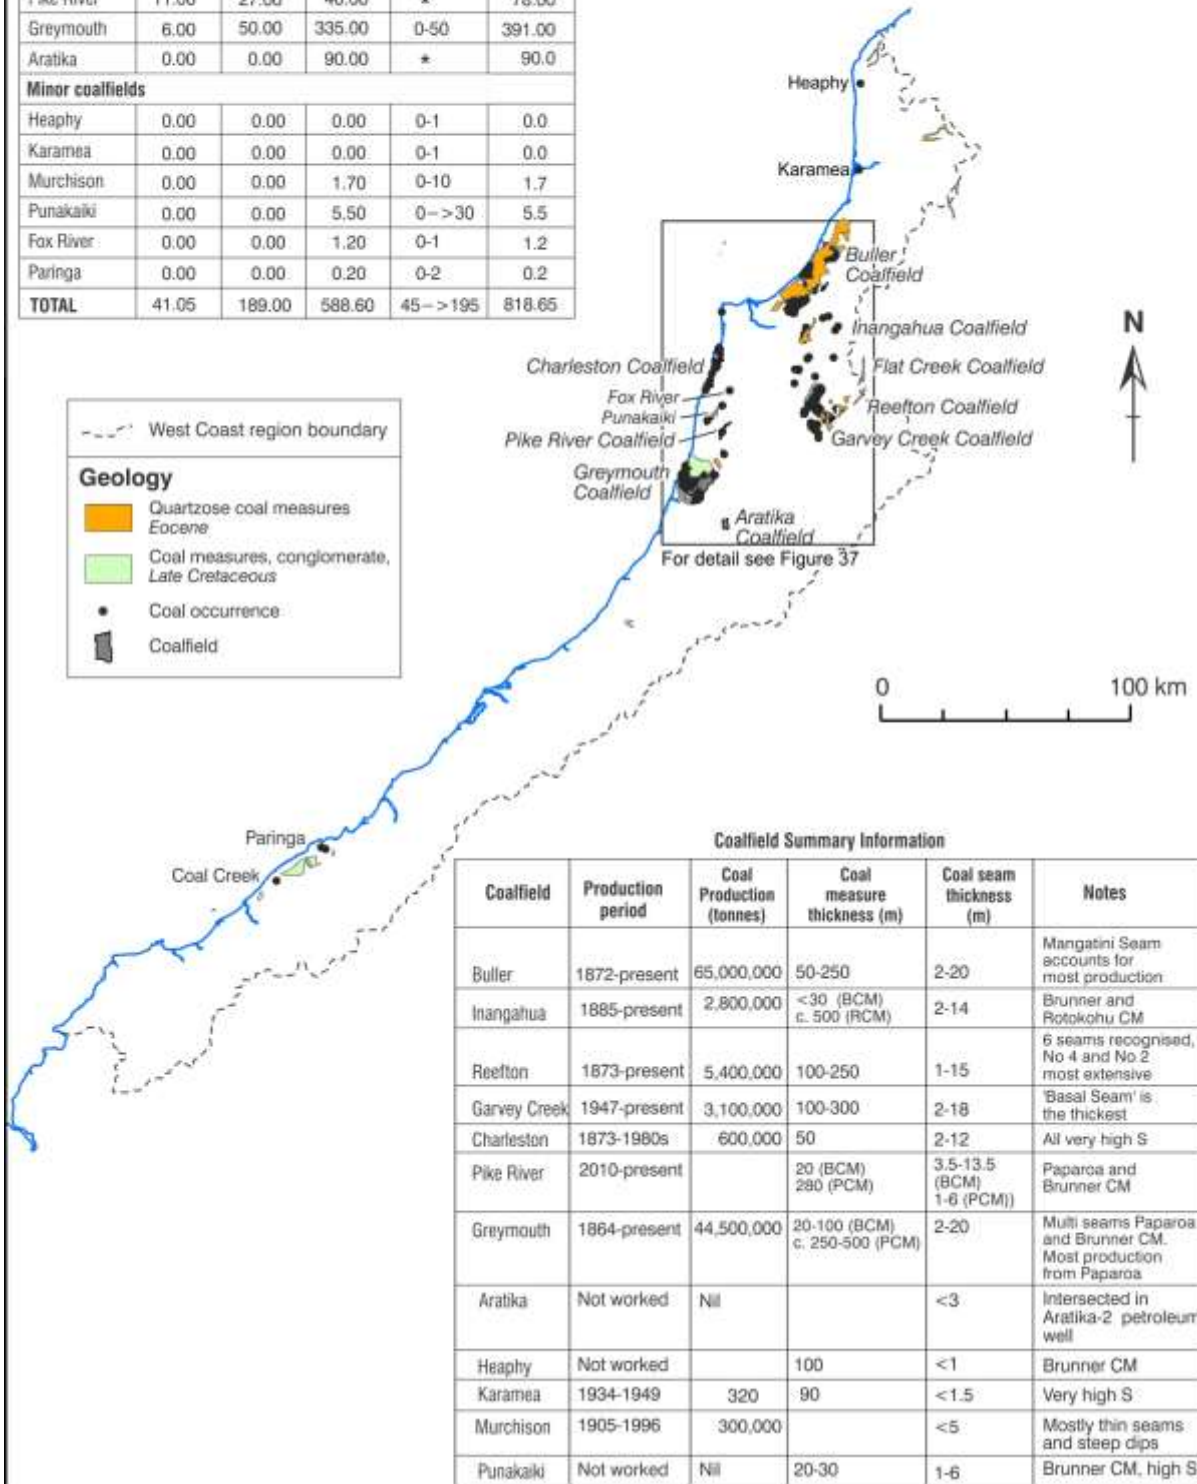 Pike River 11.00 27.00 40.00 * 78.00
Greymouth 6.00 50.00 335.00 0-50 391.00
Aratika 0.00 0.00 90.00 * 90.0
Minor coalfields
Heaphy 0.00 0.00 0.00 0-1 0.0
Karamea 0.00 0.00 0.00 0-1 0.0
Murchison 0.00 0.00 1.70 0-10 1.7
Punakaiki 0.00 0.00 5.50 0->30 5.5
Fox River 0.00 0.00 1.20 0-1 1.2
Paringa 0.00 0.00 0.20 0-2 0.2
TOTAL 41.05 189.00 588.60 45->195 818.65
Heaphy
Karamea
Buller
Coalfield
Inangahua Coalfield
Charleston Coalfield
Flat Creek Coalfield
Fox River
Punakaiki
Reefton Coalfield
Pike River Coalfield
Garvey Creek Coalfield
Greymouth
Coalfield
Aratika
Coalfield
For detail see Figure 37
N
West Coast region boundary
Geology
Quartzose coal measures
Eocene
Coal measures, conglomerate,
Late Cretaceous
Coal occurrence
Coalfield
0 100 km
Paringa
Coal Creek
Coalfield Summary Information
Coalfield
Production
period
Coal
Production
(tonnes)
Coal
measure
thickness (m)
Coal seam
thickness
(m)
Notes
Buller 1872-present 65,000,000 50-250 2-20
Mangatini Seam
accounts for
most production
Inangahua 1885-present 2,800,000
<30 (BCM)
c. 500 (RCM)
2-14
Brunner and
Rotokohu CM
Reefton 1873-present 5,400,000 100-250 1-15
6 seams recognised,
No 4 and No 2
most extensive
Garvey Creek 1947-present 3,100,000 100-300 2-18
'Basal Seam' is
the thickest
Charleston 1873-1980s 600,000 50 2-12 All very high S
Pike River 2010-present
20 (BCM)
280 (PCM)
3.5-13.5
(BCM)
1-6 (PCM))
Paparoa and
Brunner CM
Greymouth 1864-present 44,500,000
20-100 (BCM)
c. 250-500 (PCM)
2-20
Multi seams Paparoa
and Brunner CM.
Most production
from Paparoa
Aratika Not worked Nil <3
Intersected in
Aratika-2 petroleum
well
Heaphy Not worked 100 <1 Brunner CM
Karamea 1934-1949 320 90 <1.5 Very high S
Murchison 1905-1996 300,000 <5
Mostly thin seams
and steep dips
Punakaiki Not worked Nil 20-30 1-6 Brunner CM, high S